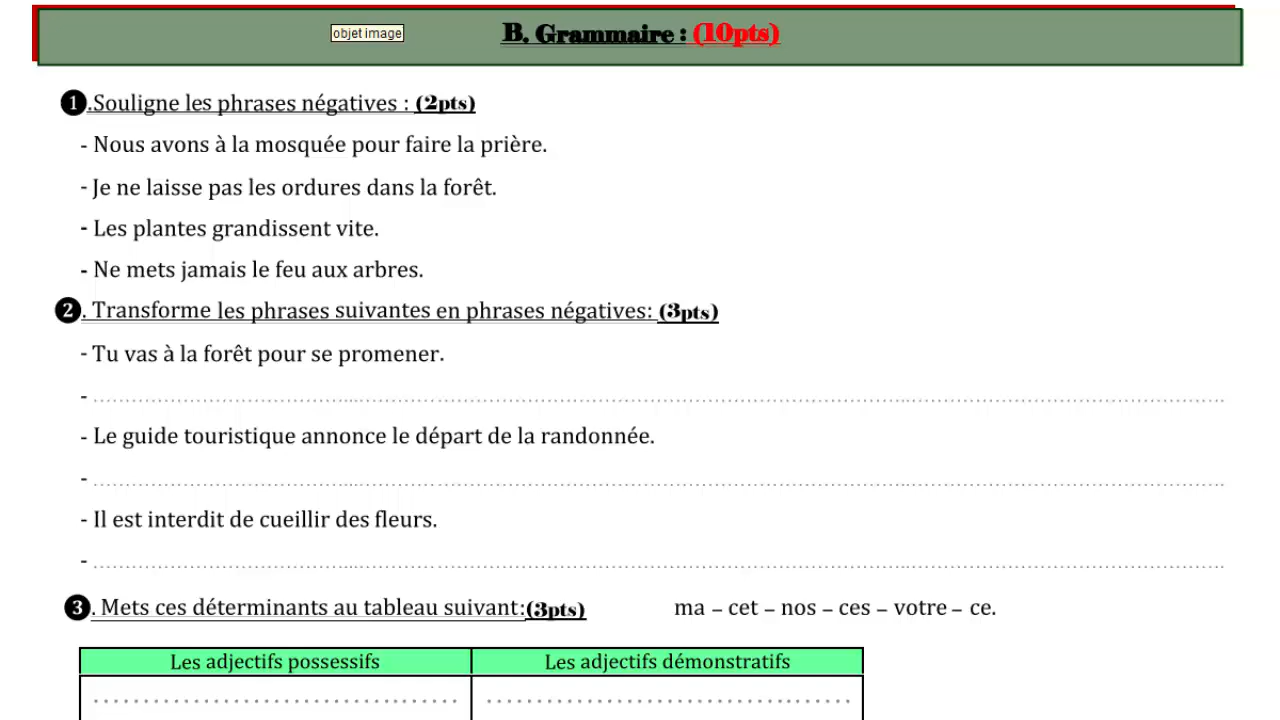 objet image
B. Grammaire : (10pts)
❶.Souligne les phrases négatives : (2pts)
- Nous avons à la mosquée pour faire la prière.
- Je ne laisse pas les ordures dans la forêt.
- Les plantes grandissent vite.
- Ne mets jamais le feu aux arbres.
❷. Transforme les phrases suivantes en phrases négatives: (3pts)
- Tu vas à la forêt pour se promener.
- ........................................................................
- Le guide touristique annonce le départ de la randonnée.
- ........................................................................
- Il est interdit de cueillir des fleurs.
- ........................................................................
❸. Mets ces déterminants au tableau suivant:(3pts) ma – cet – nos – ces – votre – ce.
Les adjectifs possessifs Les adjectifs démonstratifs
.................................... ....................................